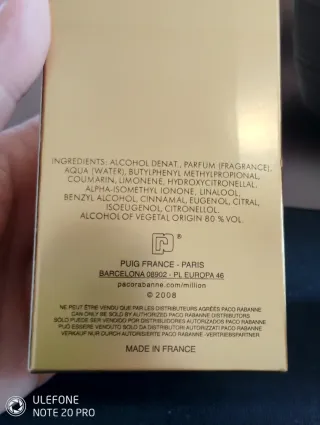 INGREDIENTS: ALCOHOL DENAT., PARFUM (FRAGRANCE),
AQUA (WATER), BUTYLPHENYL METHYLPROPIONAL,
COUMARIN, LIMONENE, HYDROXYCITRONELLAL,
ALPHA-ISOMETHYL IONONE, LINALOOL,
BENZYL ALCOHOL, CINNAMAL, EUGENOL, CITRAL,
ISOEUGENOL, CITRONELLOL.
ALCOHOL OF VEGETAL ORIGIN 80 % VOL.
®
PUIG FRANCE - PARIS
BARCELONA 08902 - PL EUROPA 46
pacorabanne.com/million
© 2008
NE PEUT ÊTRE VENDU QUE PAR LES DISTRIBUTEURS AGRÉÉS PACO RABANNE
CAN ONLY BE SOLD BY AUTHORIZED PACO RABANNE DISTRIBUTORS
SOLO PUEDE SER VENDIDO POR DISTRIBUIDORES AUTORIZADOS PACO RABANNE
PUÒ ESSERE VENDUTO SOLO DA DISTRIBUTORI AUTORIZZATI PACO RABANNE
VERKAUF NUR DURCH AUTORISIERTE PACO RABANNE -VERTRIEBSPARTNER
MADE IN FRANCE
ULEFONE
NOTE 20 PRO